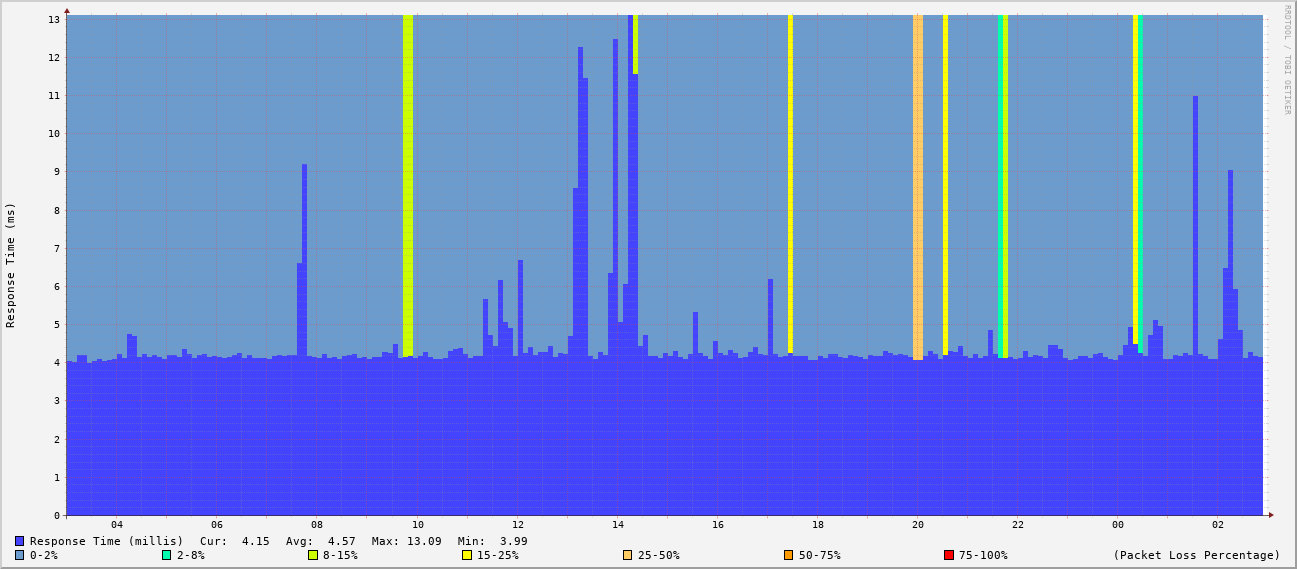 RRDTOOL / TOBI OETIKER
13
12
11
10
9
8
7
6
5
4
3
2
1
0
Response Time (ms)
04 06 08 10 12 14 16 18 20 22 00 02
Response Time (millis) Cur: 4.15 Avg: 4.57 Max: 13.09 Min: 3.99
0-2% 2-8% 8-15% 15-25% 25-50% 50-75% 75-100% (Packet Loss Percentage)